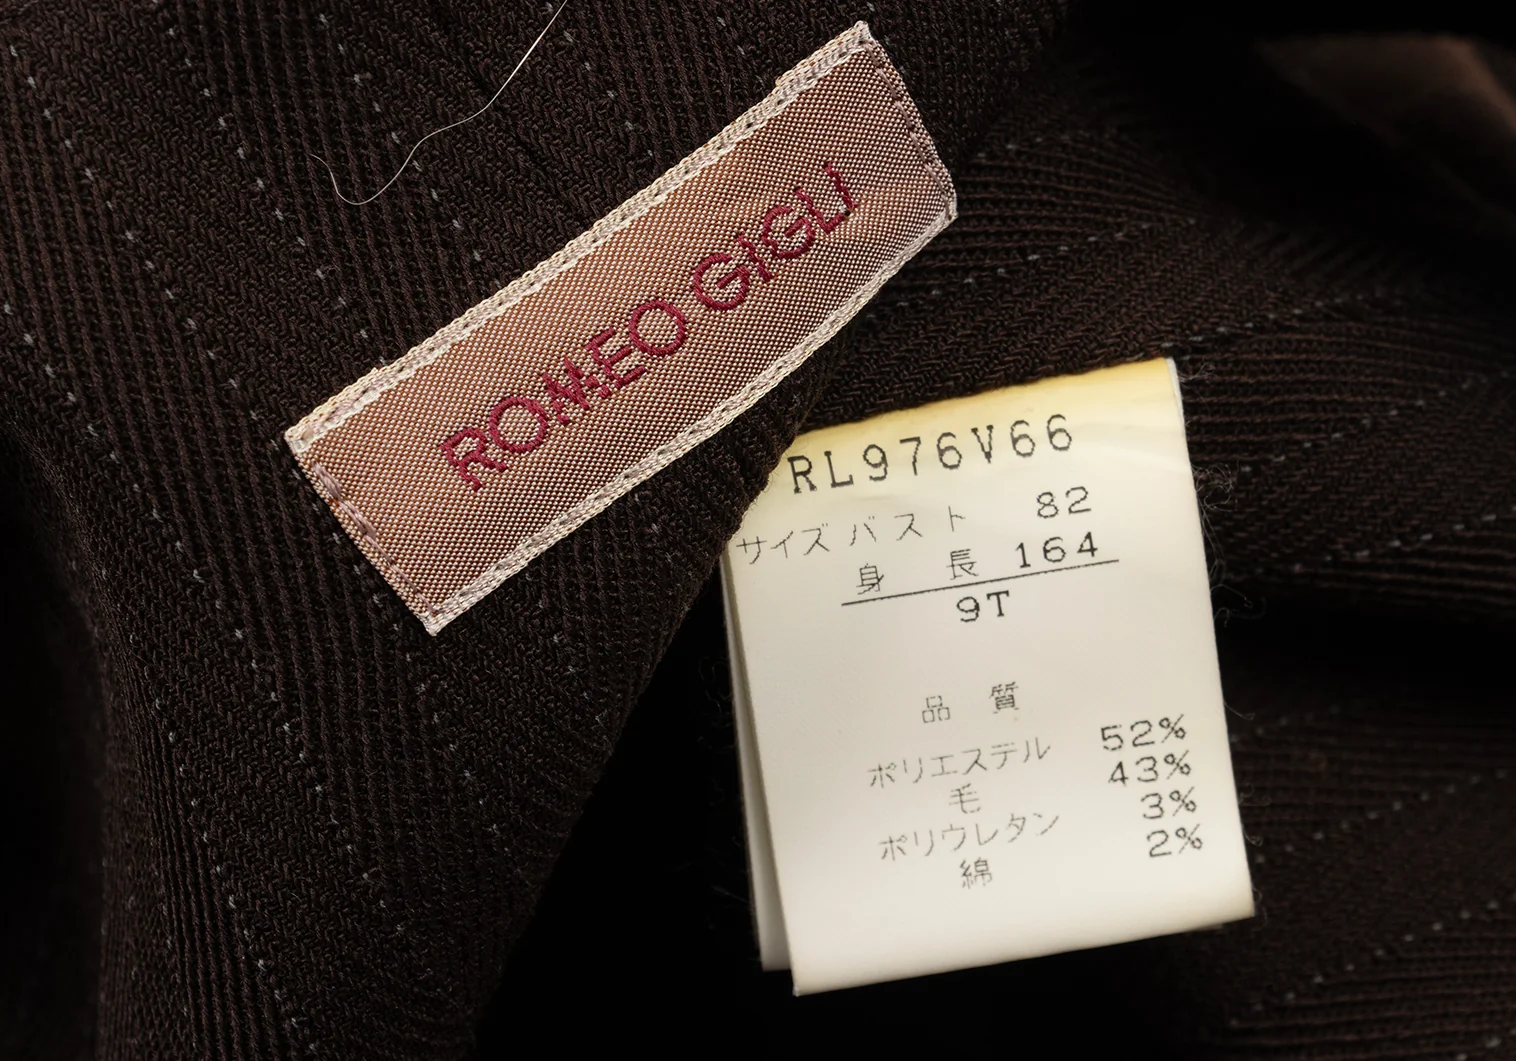 ROMEO GIGLI
RL976V66
サイズ バスト 82
身 長 164
9T
品 質
ポリエステル 52%
毛 43%
ポリウレタン 3%
綿 2%